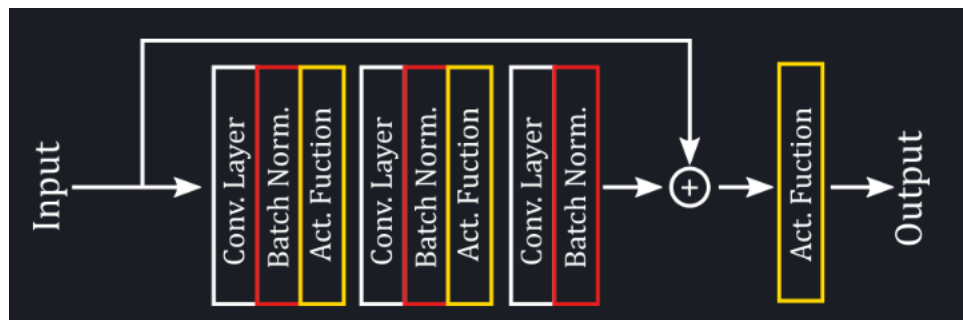 Input
Conv. Layer
Batch Norm.
Act. Fuction
Conv. Layer
Batch Norm.
Act. Fuction
Conv. Layer
Batch Norm.
+
Act. Fuction
Output